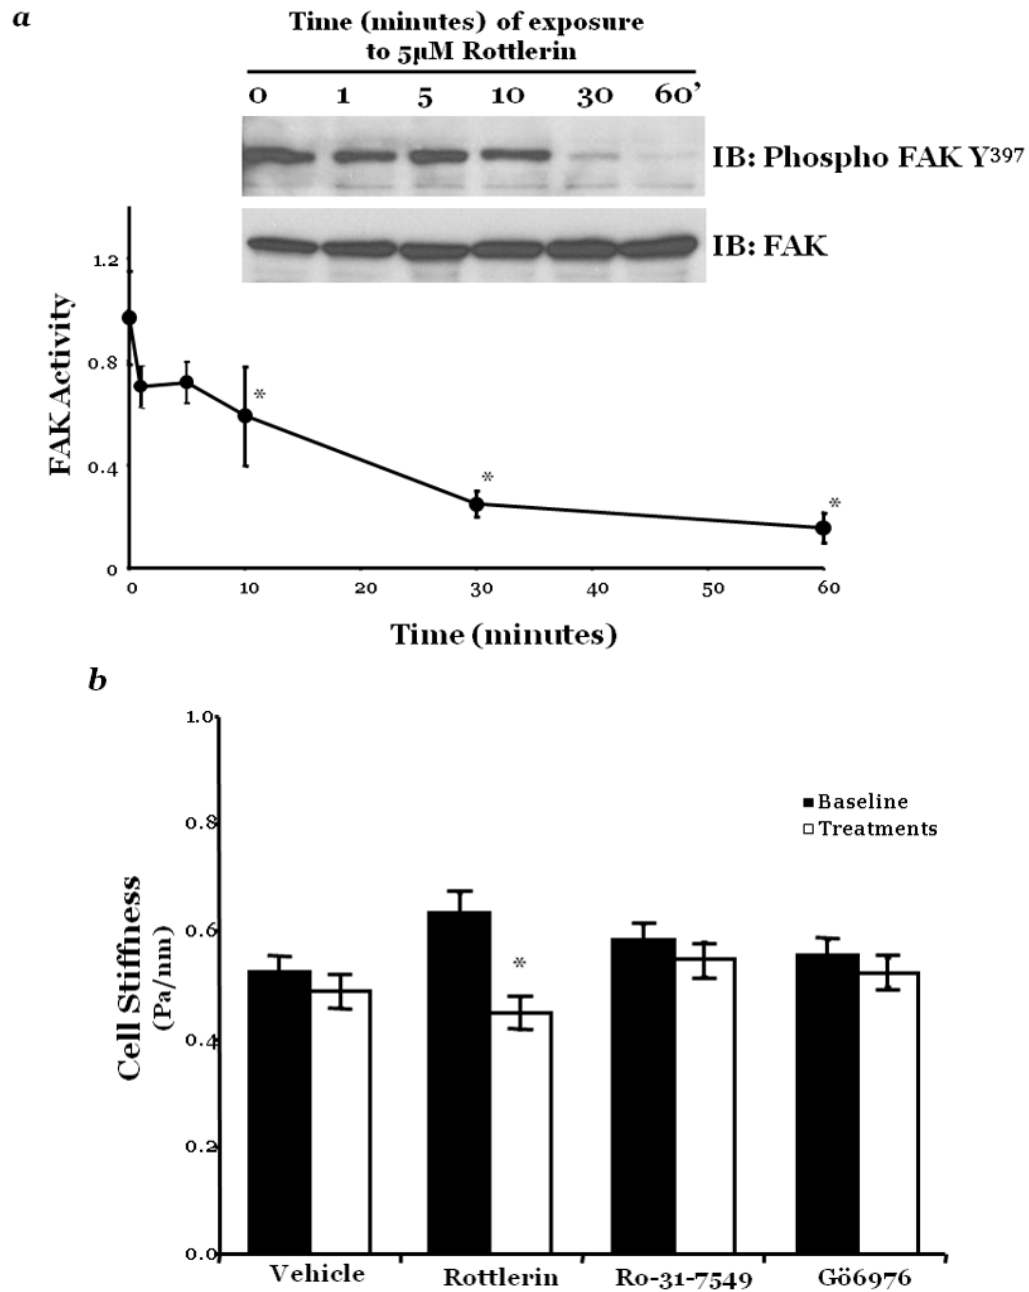 a
Time (minutes) of exposure
to 5µM Rottlerin
0 1 5 10 30 60'
IB: Phospho FAK Y397
IB: FAK
FAK Activity
1.2
0.8
0.4
0
0 10 20 30 40 50 60
* * *
Time (minutes)
b
Cell Stiffness
(Pa/nm)
1.0
0.8
0.6
0.4
0.2
0.0
Baseline
Treatments
*
Vehicle Rottlerin Ro-31-7549 Gö6976